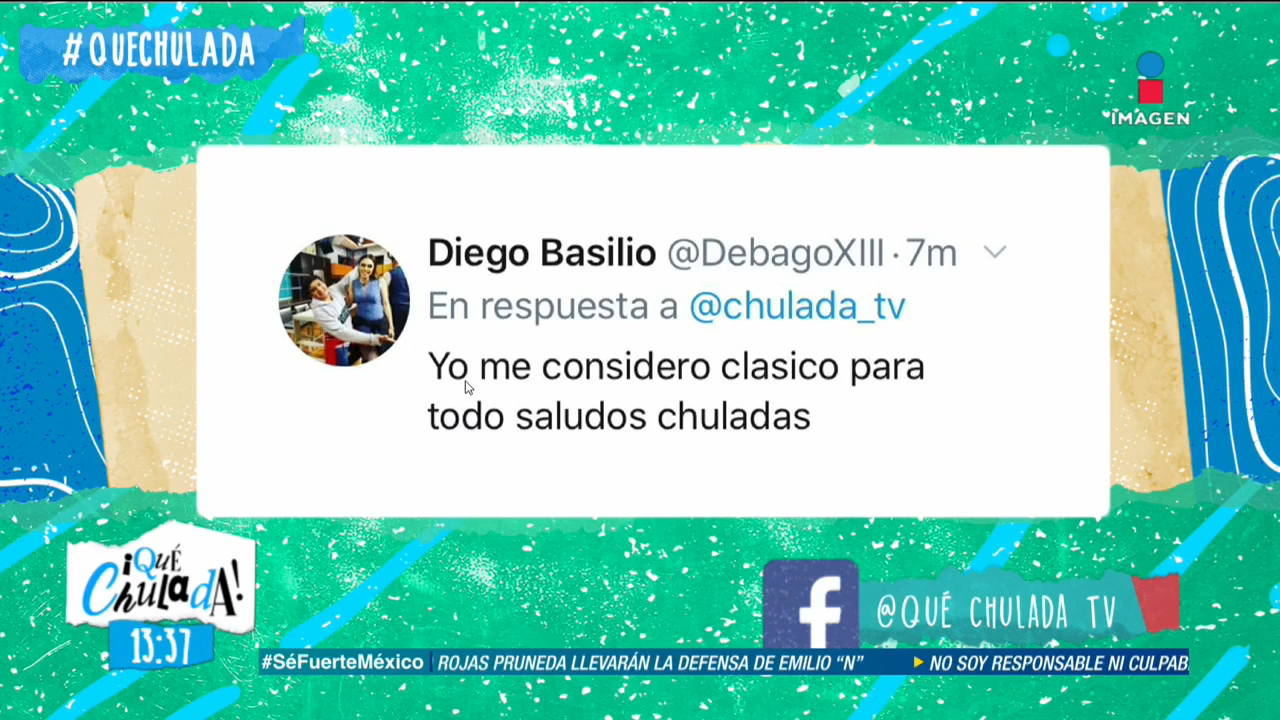 #QUECHULADA
IMAGEN
Diego Basilio @DebagoXIII · 7m
En respuesta a @chulada_tv
Yo me considero clasico para
todo saludos chuladas
¡QUÉ
ChuladA!
13:37
f @QUÉ CHULADA TV
#SéFuerteMéxico ROJAS PRUNEDA LLEVARÁN LA DEFENSA DE EMILIO “N” NO SOY RESPONSABLE NI CULPAB